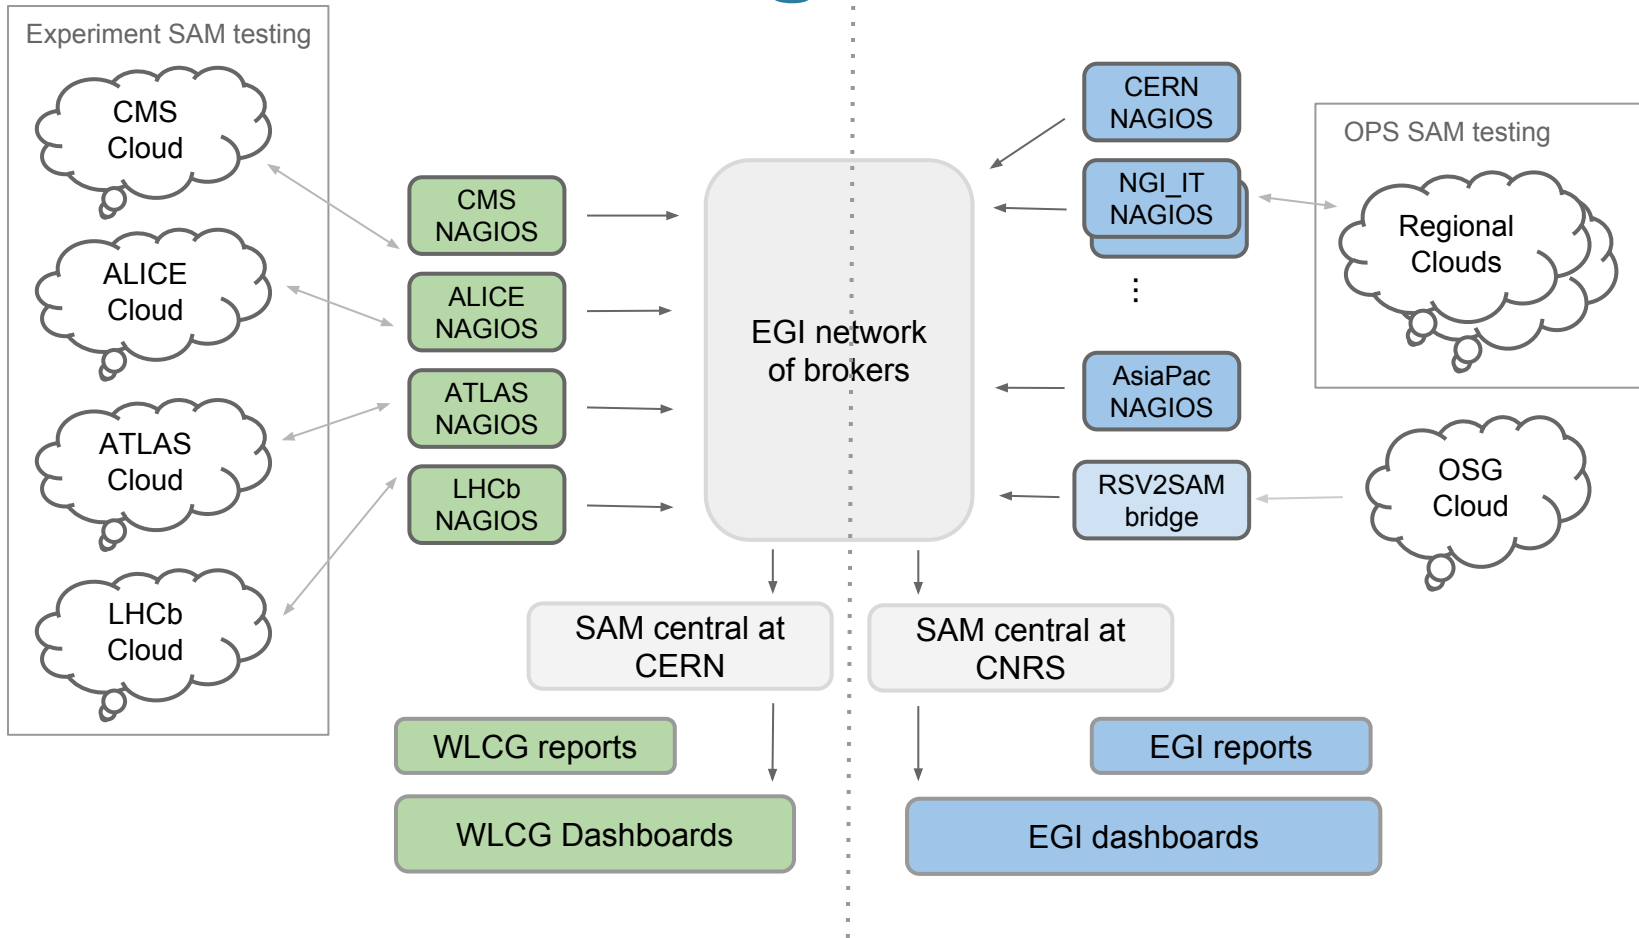 Experiment SAM testing
CMS
Cloud
ALICE
Cloud
ATLAS
Cloud
LHCb
Cloud
CMS
NAGIOS
ALICE
NAGIOS
ATLAS
NAGIOS
LHCb
NAGIOS
EGI network
of brokers
CERN
NAGIOS
NGI_IT
NAGIOS
...
AsiaPac
NAGIOS
RSV2SAM
bridge
OPS SAM testing
Regional
Clouds
OSG
Cloud
SAM central at
CERN
SAM central at
CNRS
WLCG reports
WLCG Dashboards
EGI reports
EGI dashboards